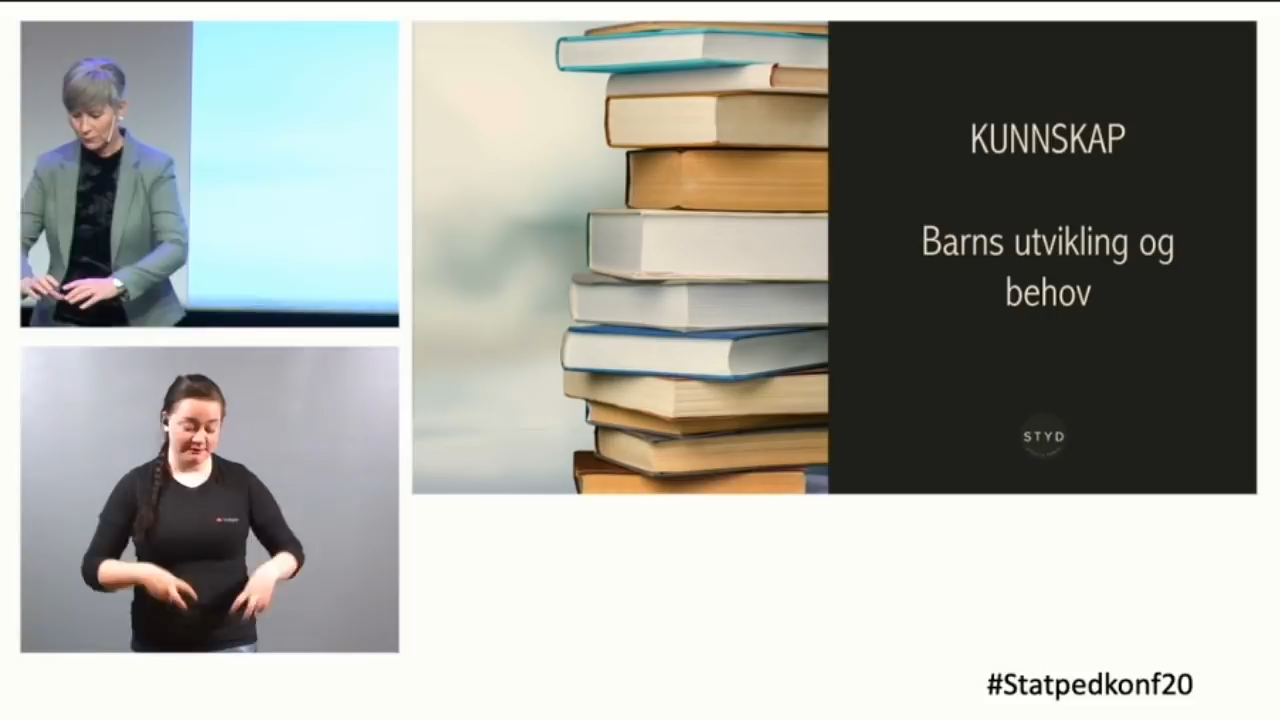 KUNNSKAP
Barns utvikling og
behov
STYD
#Statpedkonf20